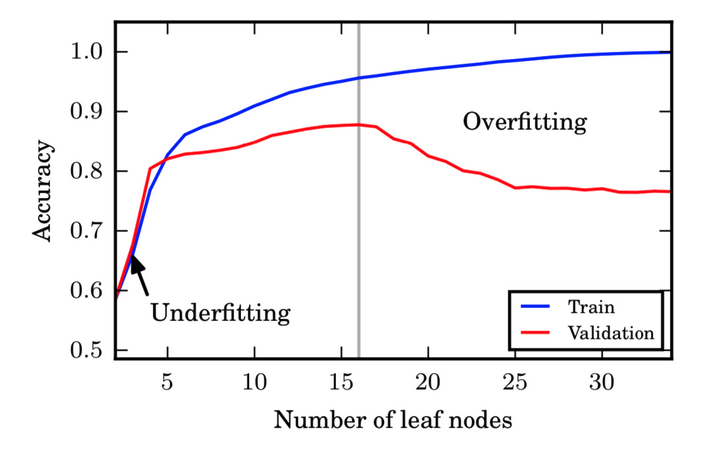 1.0
0.9
Overfitting
0.8
Accuracy
0.7
0.6
Underfitting
Train
Validation
0.5
5 10 15 20 25 30
Number of leaf nodes